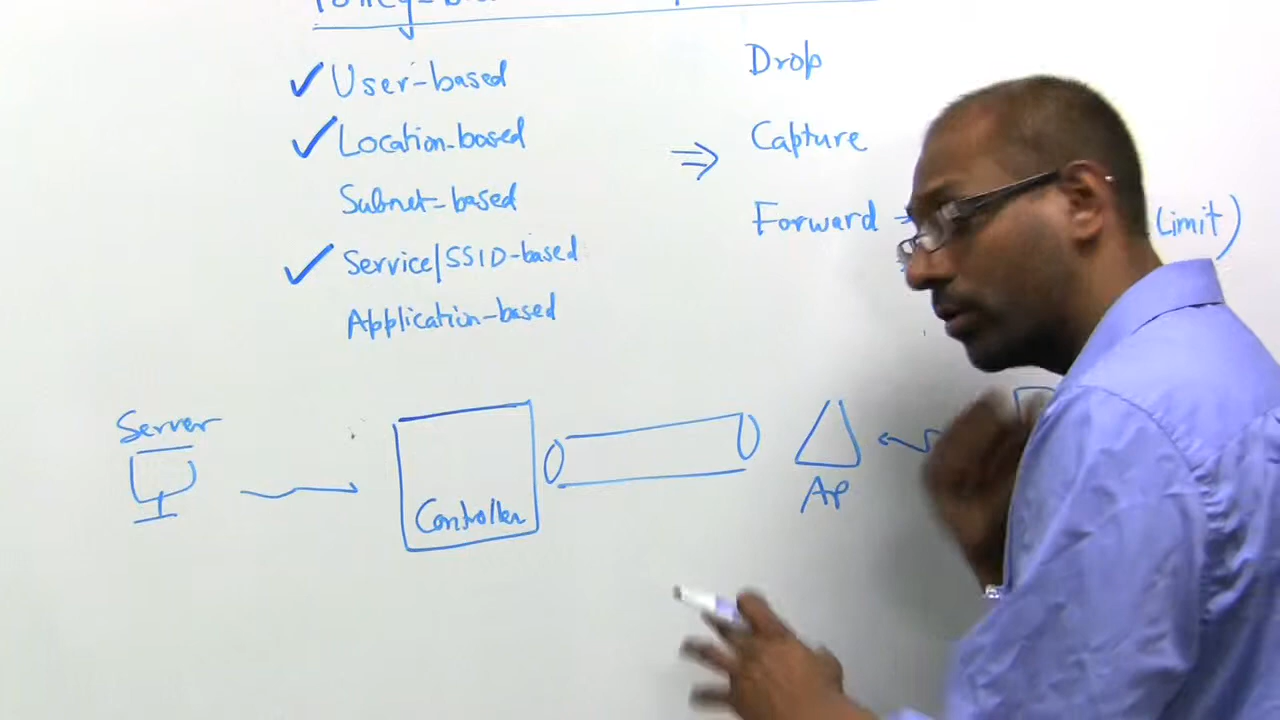 ✓ User-based
✓ Location-based
Subnet-based
✓ Service/SSID-based
Application-based
⇒
Drop
Capture
Forward →
Limit)
Server
Controller
AP